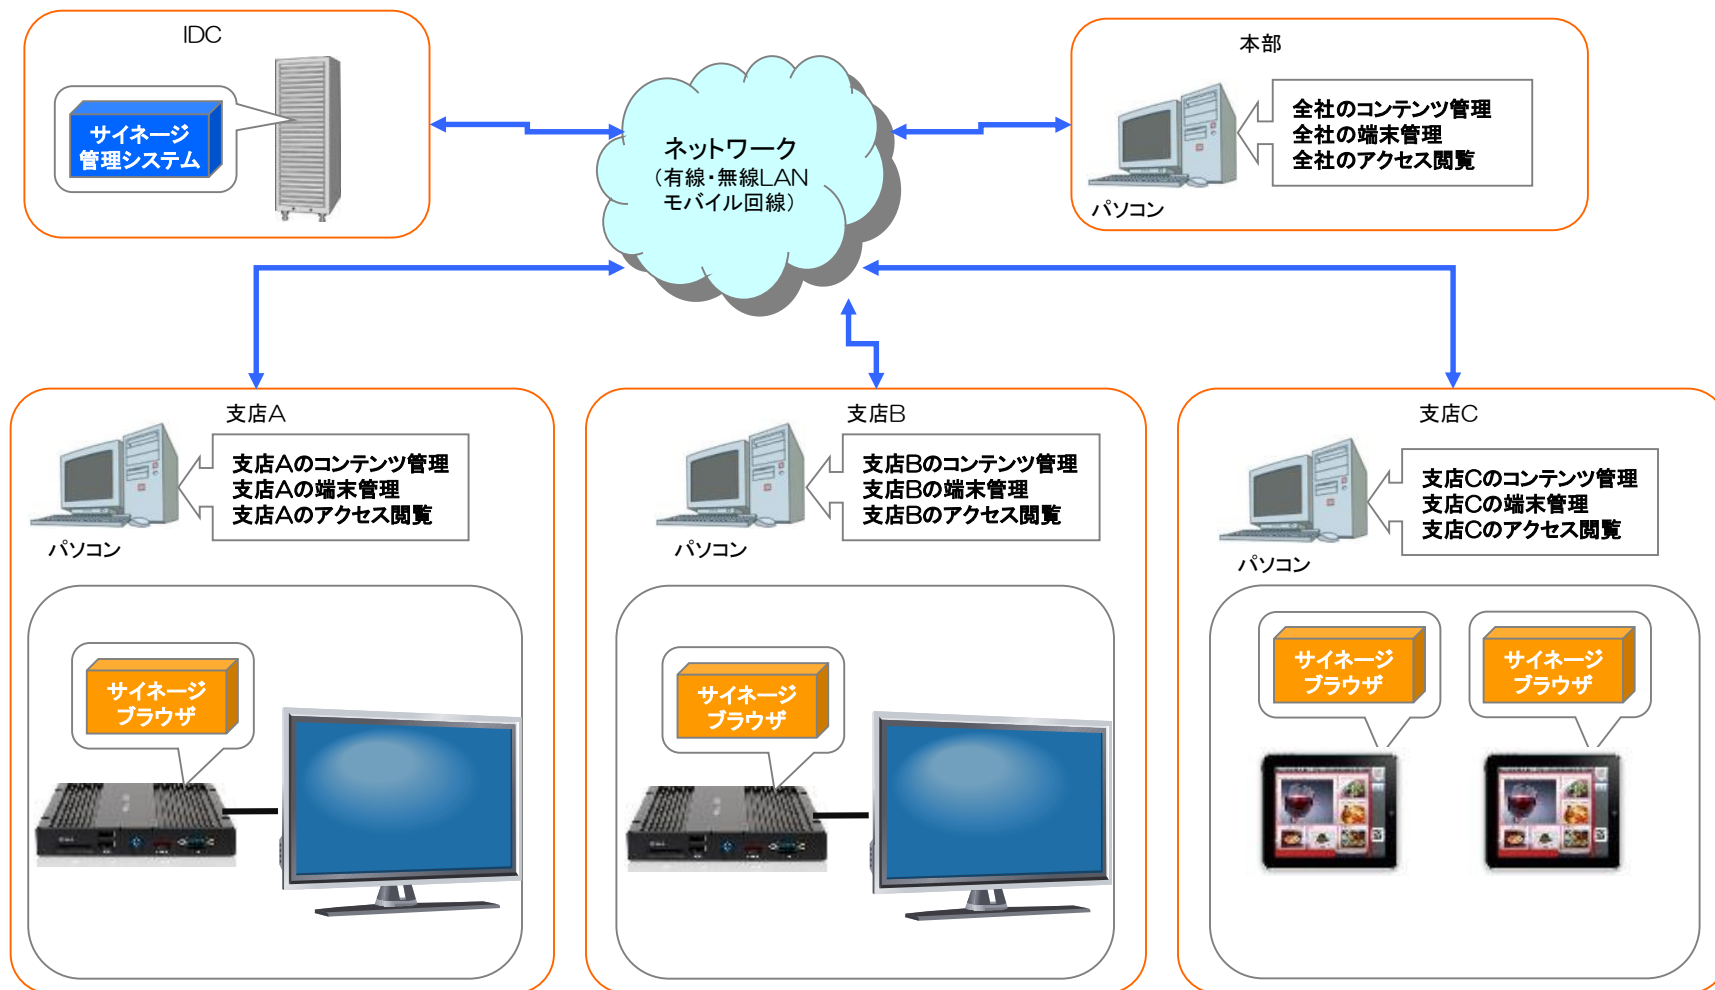 IDC
サイネージ
管理システム
ネットワーク
（有線・無線LAN
モバイル回線）
本部
全社のコンテンツ管理
全社の端末管理
全社のアクセス閲覧
パソコン
支店A
支店Aのコンテンツ管理
支店Aの端末管理
支店Aのアクセス閲覧
パソコン
サイネージ
ブラウザ
支店B
支店Bのコンテンツ管理
支店Bの端末管理
支店Bのアクセス閲覧
パソコン
サイネージ
ブラウザ
支店C
支店Cのコンテンツ管理
支店Cの端末管理
支店Cのアクセス閲覧
パソコン
サイネージ
ブラウザ
サイネージ
ブラウザ